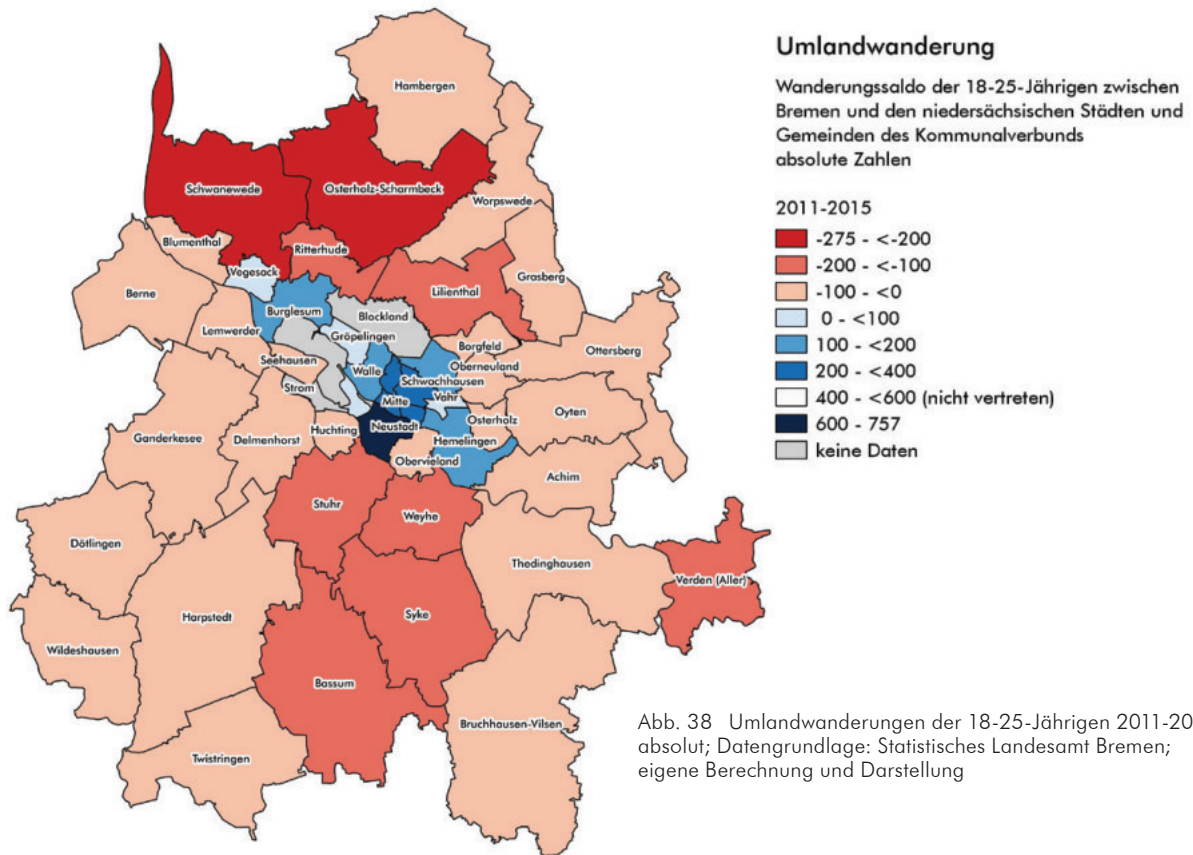 Umlandwanderung
Wanderungssaldo der 18-25-Jährigen zwischen
Bremen und den niedersächsischen Städten und
Gemeinden des Kommunalverbunds
absolute Zahlen
2011-2015
-275 - <-200
-200 - <-100
-100 - <0
0 - <100
100 - <200
200 - <400
400 - <600 (nicht vertreten)
600 - 757
keine Daten
Hambergen
Schwanewede
Osterholz-Scharmbeck
Worpswede
Blumenthal
Ritterhude
Vegesack
Grasberg
Berne
Lilienthal
Burglesum
Blockland
Lemwerder
Gröpelingen
Borgfeld
Ottersberg
Seehausen
Oberneuland
Walle
Schwachhausen
Strom
Vahr
Mitte
Osterholz
Oyten
Ganderkesee
Delmenhorst
Huchting
Neustadt
Hemelingen
Obervieland
Achim
Stuhr
Weyhe
Dötlingen
Thedinghausen
Verden (Aller)
Harpstedt
Syke
Wildeshausen
Bassum
Bruchhausen-Vilsen
Twistringen
Abb. 38 Umlandwanderungen der 18-25-Jährigen 2011-20
absolut; Datengrundlage: Statistisches Landesamt Bremen;
eigene Berechnung und Darstellung